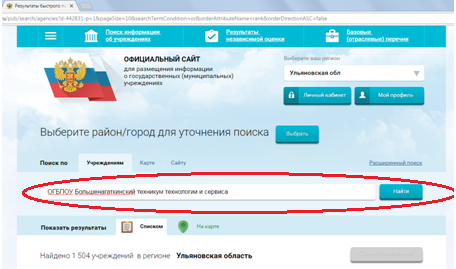 Результаты быстрого п
ru/pub/search/agencies?d-442831-p=1&pageSize=10&searchTermCondition=or&orderAttributeName=rank&orderDirectionASC=false
Поиск информации
об учреждениях
Результаты
независимой оценки
Базовые
(отраслевые) перечни
ОФИЦИАЛЬНЫЙ САЙТ
для размещения информации
о государственных (муниципальных)
учреждениях
Выберите ваш регион
Ульяновская обл
Личный кабинет
Мой профиль
Выберите район/город для уточнения поиска
Выбрать
Поиск по
Учреждениям
Карте
Сайту
Расширенный поиск
ОГБПОУ Большенагаткинский техникум технологии и сервиса
Найти
Показать результаты
Списком
На карте
Найдено 1 504 учреждений в регионе Ульяновская область